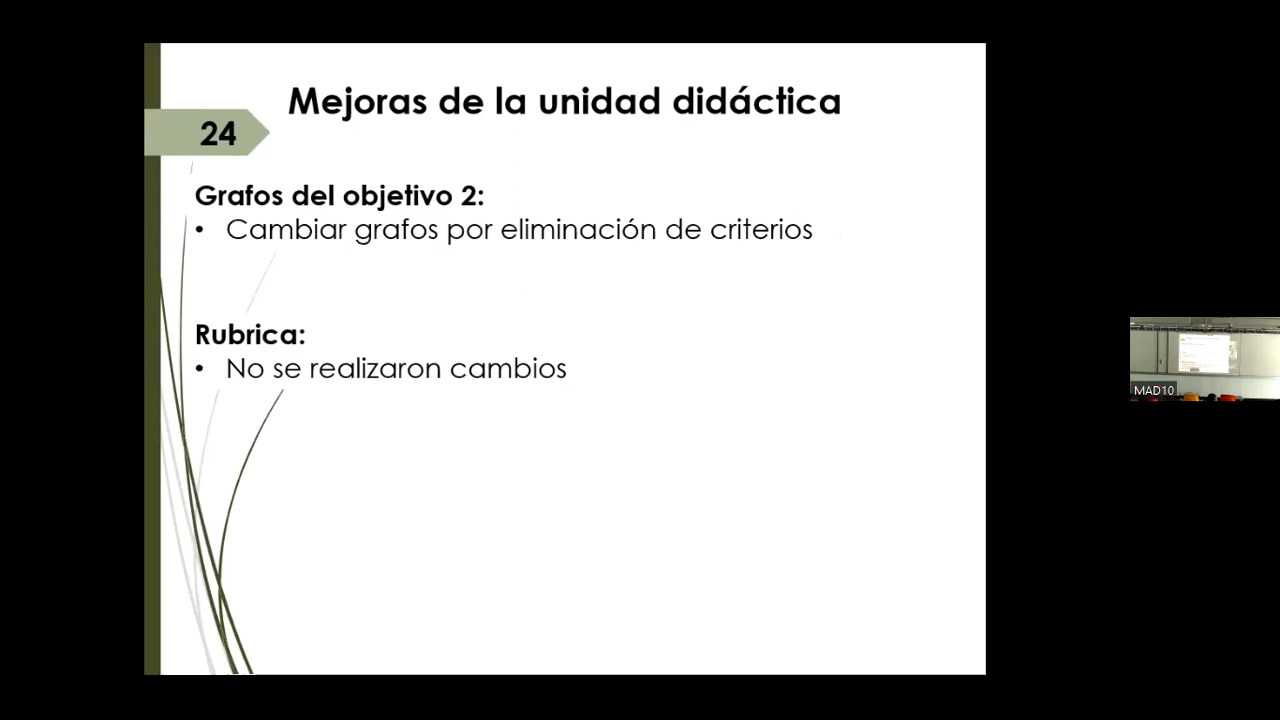 Mejoras de la unidad didáctica
24
Grafos del objetivo 2:
• Cambiar grafos por eliminación de criterios
Rubrica:
• No se realizaron cambios
MAD10